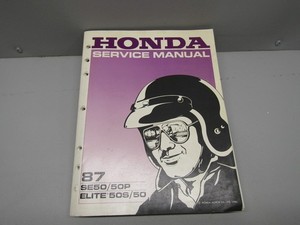 HONDA
SERVICE MANUAL
87
SE50/50P
ELITE 50S/50